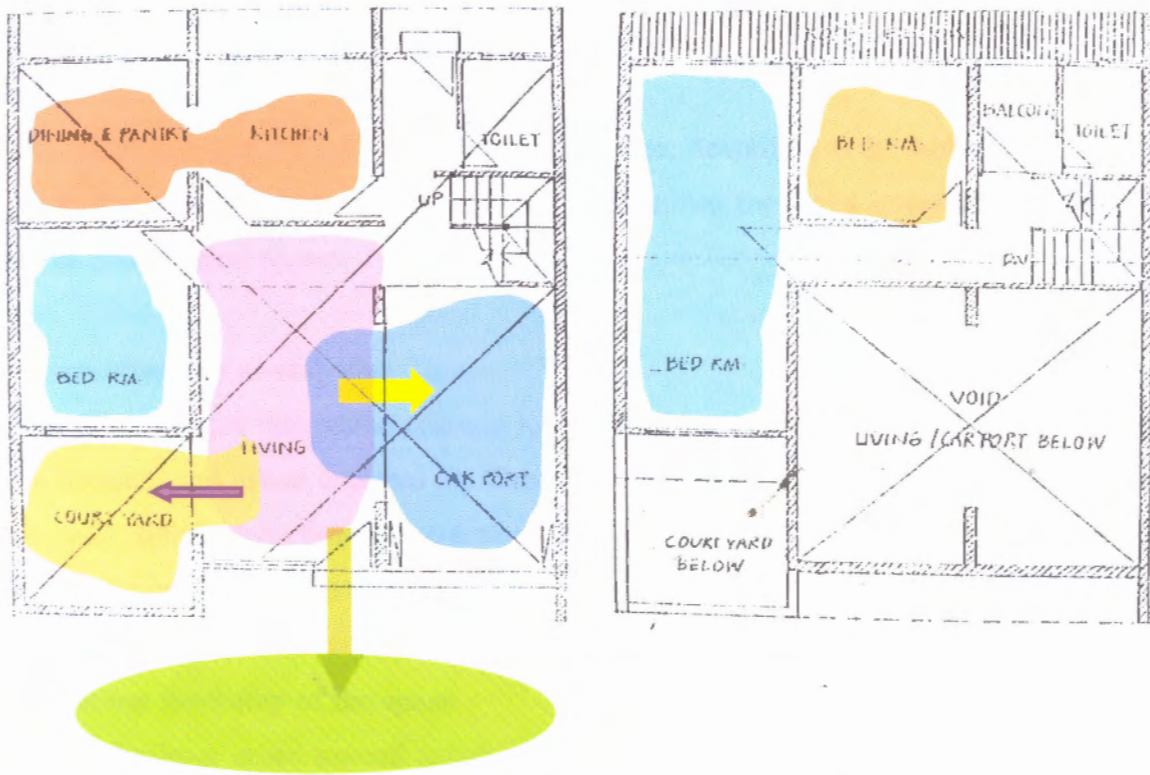 DINING & PANTRY
KITCHEN
TOILET
UP
BED RM.
LIVING
CAR PORT
COURT YARD
BED RM.
BALCON
TOILET
DN
BED RM.
VOID
LIVING / CAR PORT BELOW
COURT YARD
BELOW